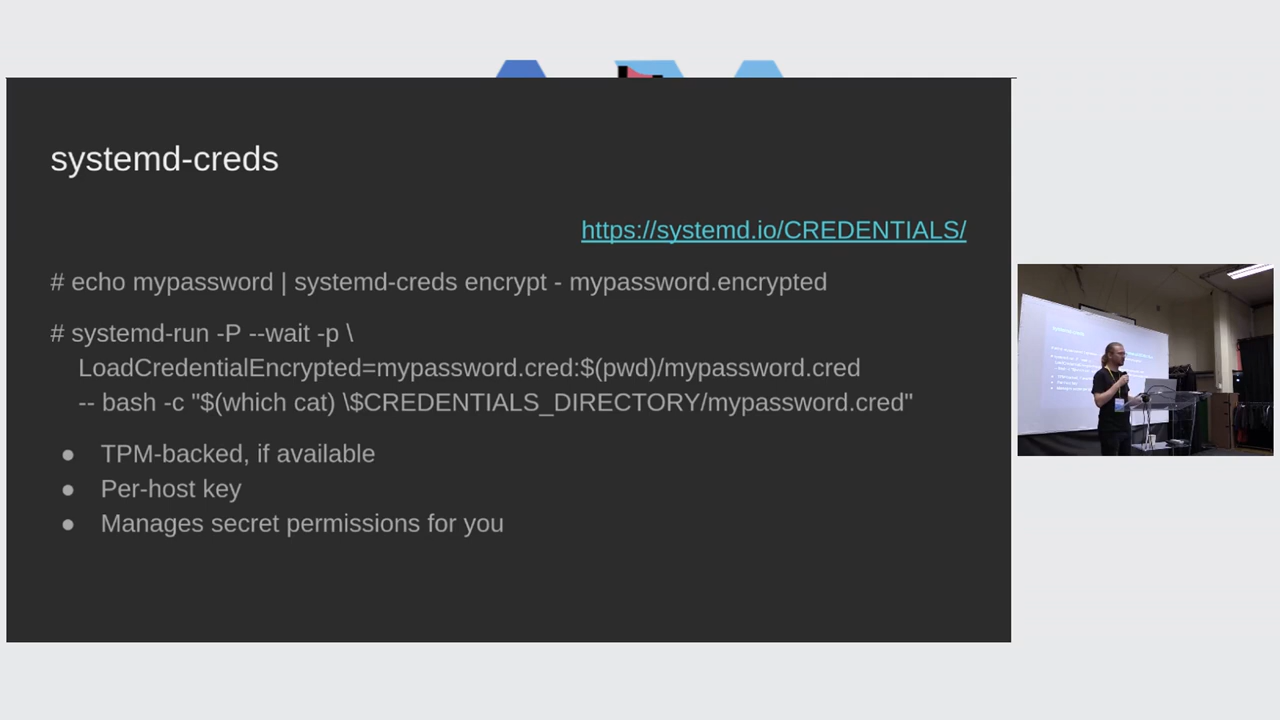 systemd-creds
https://systemd.io/CREDENTIALS/
# echo mypassword | systemd-creds encrypt - mypassword.encrypted
# systemd-run -P --wait -p \
LoadCredentialEncrypted=mypassword.cred:$(pwd)/mypassword.cred
-- bash -c "$(which cat) \$CREDENTIALS_DIRECTORY/mypassword.cred"
● TPM-backed, if available
● Per-host key
● Manages secret permissions for you